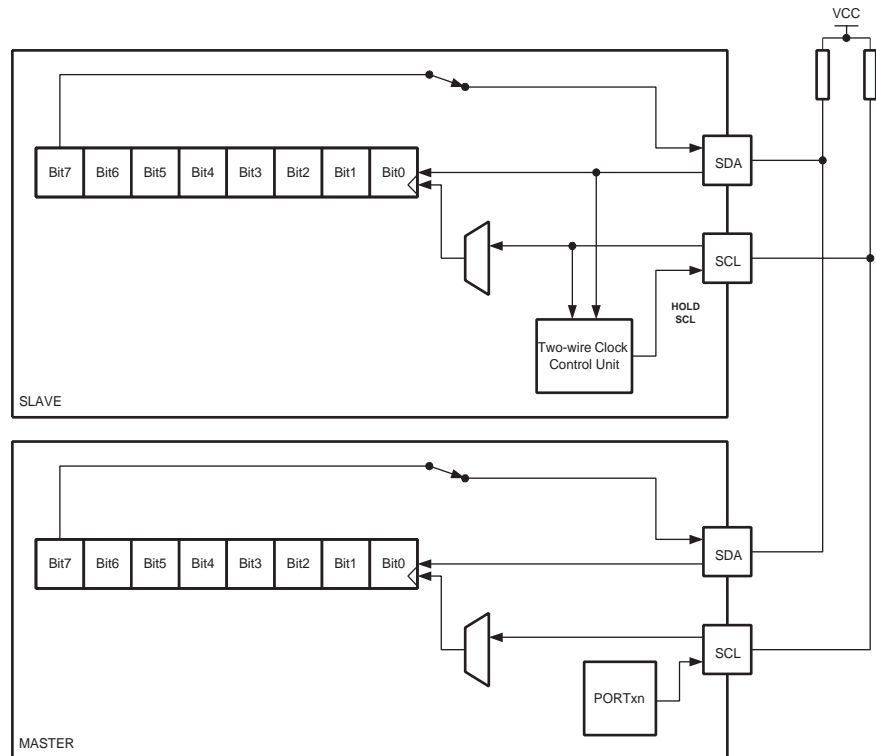 VCC
Bit7 Bit6 Bit5 Bit4 Bit3 Bit2 Bit1 Bit0
SDA
SCL
HOLD
SCL
Two-wire Clock
Control Unit
SLAVE
Bit7 Bit6 Bit5 Bit4 Bit3 Bit2 Bit1 Bit0
SDA
SCL
PORTxn
MASTER